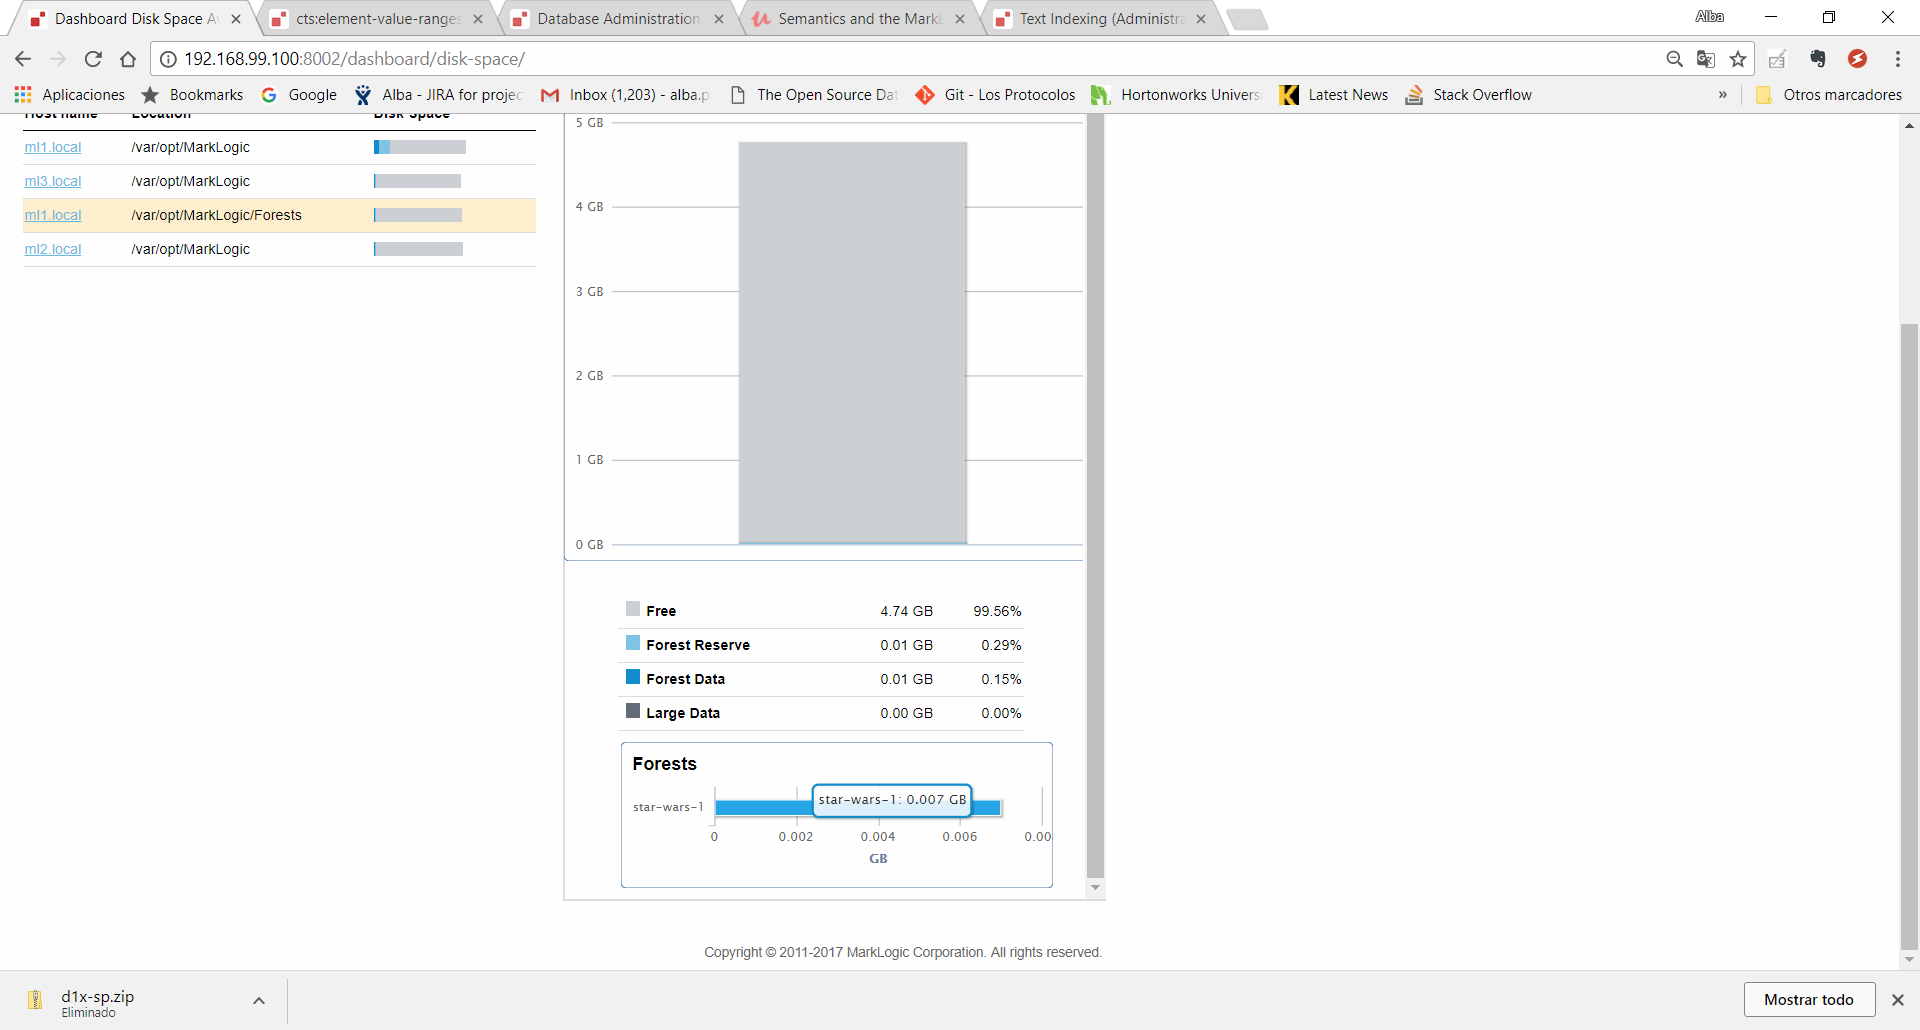 Dashboard Disk Space Av
cts:element-value-ranges
Database Administration
Semantics and the MarkL
Text Indexing (Administra
Alba
192.168.99.100:8002/dashboard/disk-space/
Aplicaciones
Bookmarks
Google
Alba - JIRA for projec
Inbox (1,203) - alba.p
The Open Source Dat
Git - Los Protocolos
Hortonworks Universi
Latest News
Stack Overflow
»
Otros marcadores
Host name Location Disk Space
ml1.local /var/opt/MarkLogic
ml3.local /var/opt/MarkLogic
ml1.local /var/opt/MarkLogic/Forests
ml2.local /var/opt/MarkLogic
5 GB
4 GB
3 GB
2 GB
1 GB
0 GB
Free 4.74 GB 99.56%
Forest Reserve 0.01 GB 0.29%
Forest Data 0.01 GB 0.15%
Large Data 0.00 GB 0.00%
Forests
star-wars-1
star-wars-1: 0.007 GB
0 0.002 0.004 0.006 0.00
GB
Copyright © 2011-2017 MarkLogic Corporation. All rights reserved.
d1x-sp.zip
Eliminado
Mostrar todo